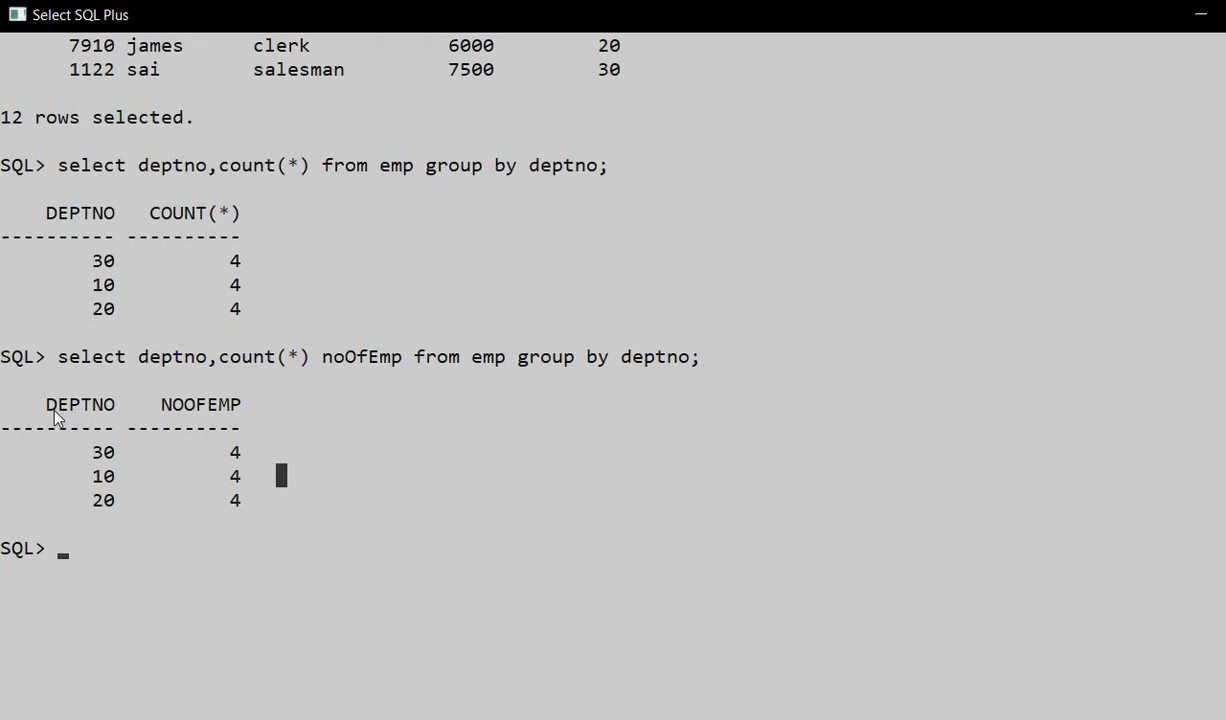 Select SQL Plus
7910 james clerk 6000 20
1122 sai salesman 7500 30
12 rows selected.
SQL> select deptno,count(*) from emp group by deptno;
DEPTNO COUNT(*)
---------- ----------
30 4
10 4
20 4
SQL> select deptno,count(*) noOfEmp from emp group by deptno;
DEPTNO NOOFEMP
---------- ----------
30 4
10 4
20 4
SQL>